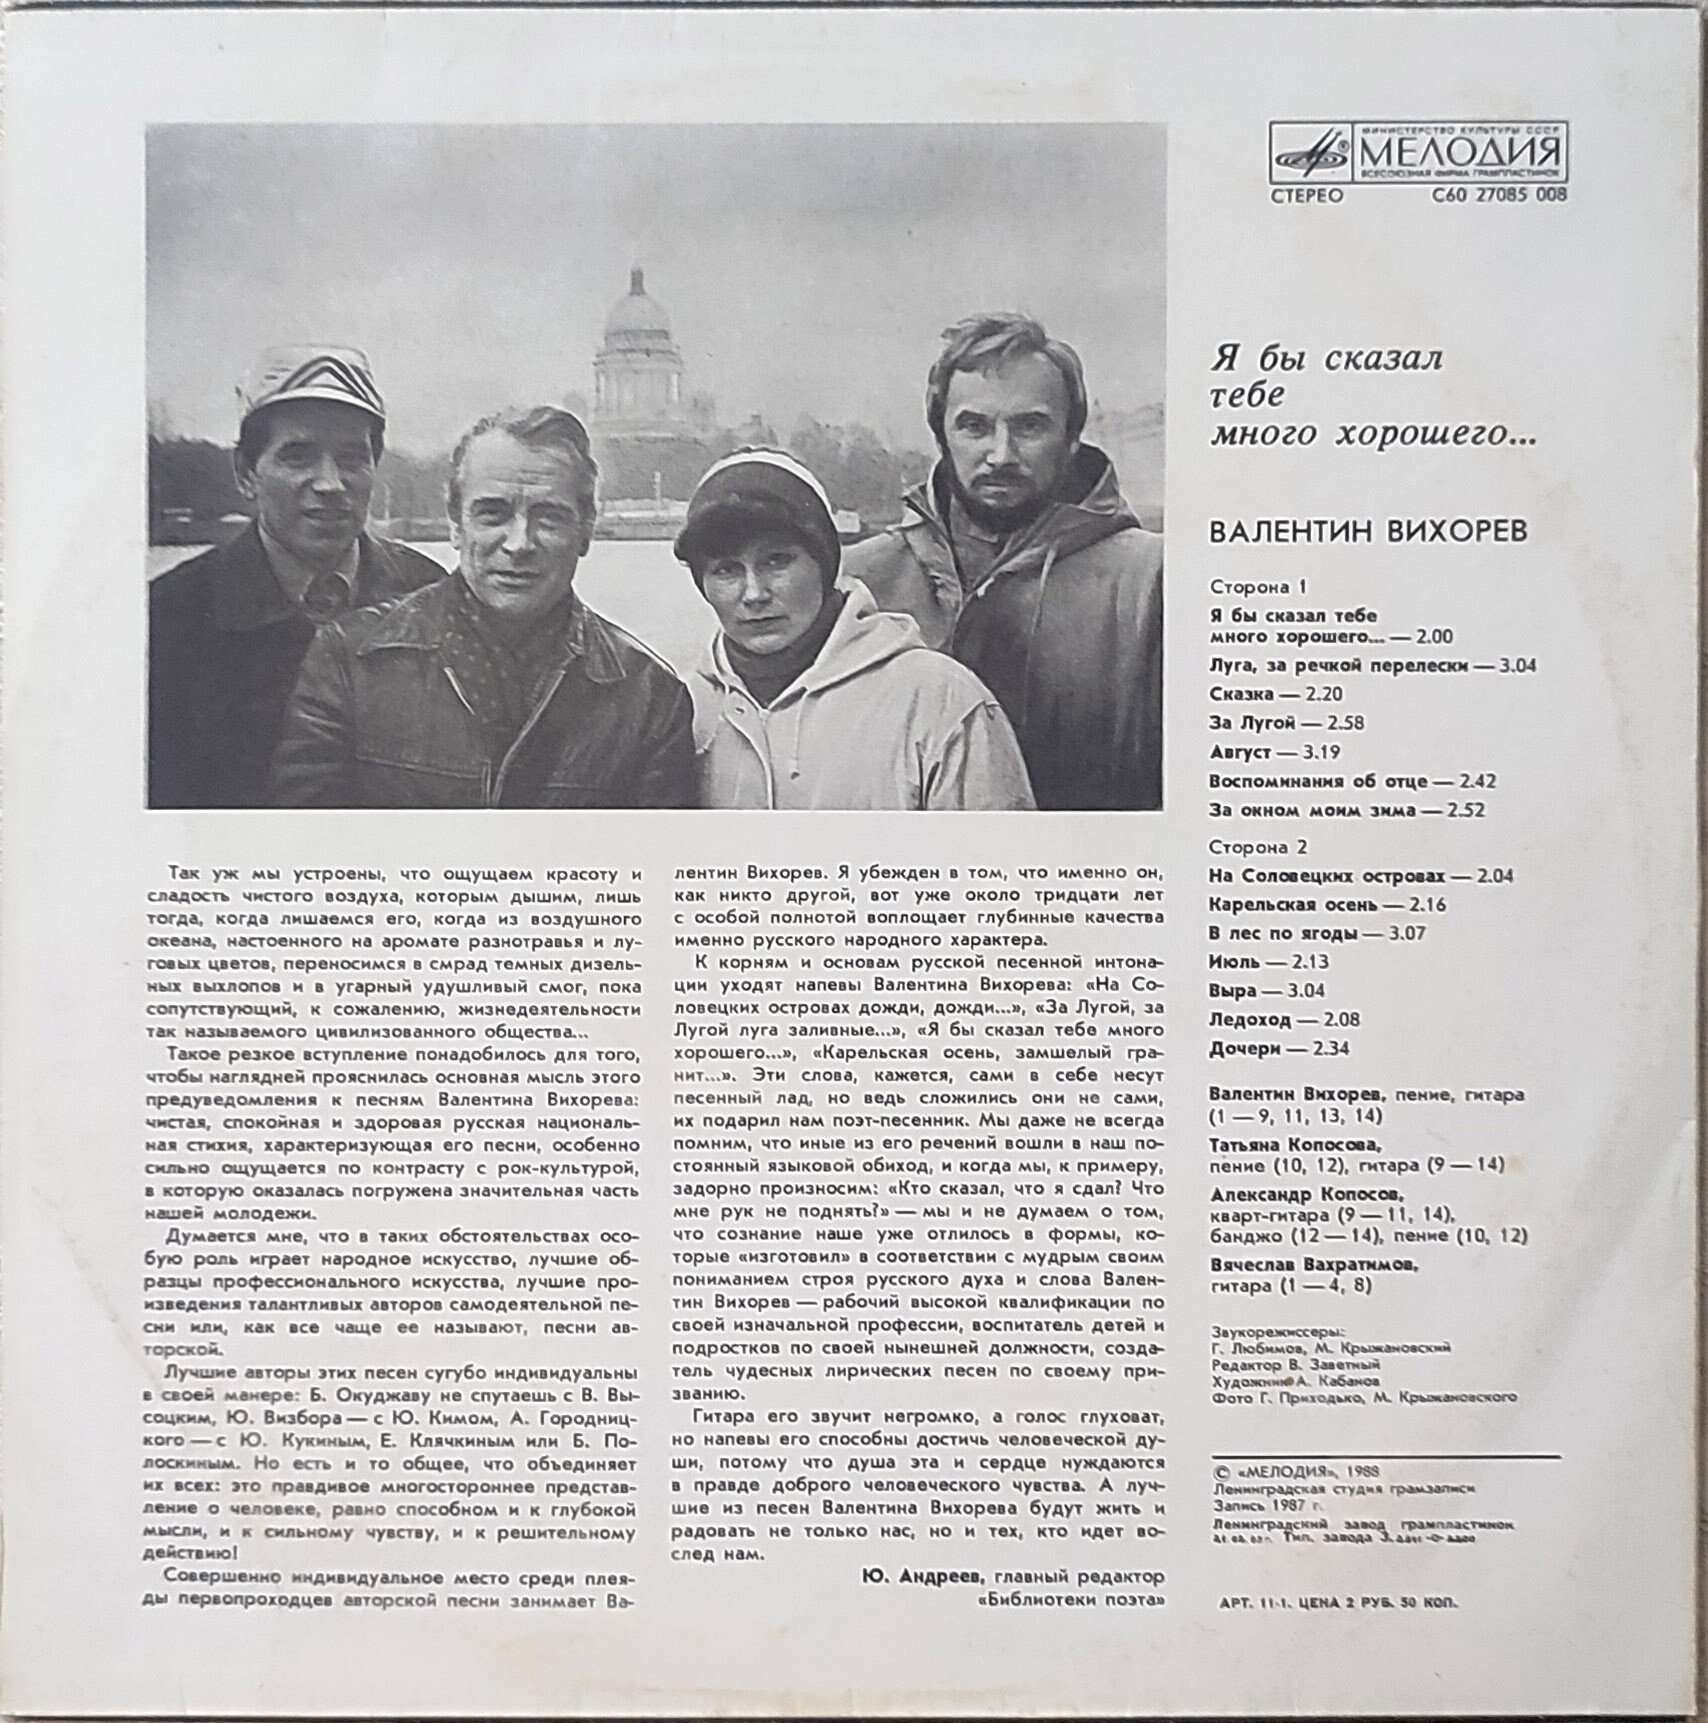 МИНИСТЕРСТВО КУЛЬТУРЫ СССР
МЕЛОДИЯ
ВСЕСОЮЗНАЯ ФИРМА ГРАМПЛАСТИНОК
СТЕРЕО С60 27085 008
Я бы сказал
тебе
много хорошего...
ВАЛЕНТИН ВИХОРЕВ
Сторона 1
Я бы сказал тебе
много хорошего... — 2.00
Луга, за речкой перелески — 3.04
Сказка — 2.20
За Лугой — 2.58
Август — 3.19
Воспоминания об отце — 2.42
За окном моим зима — 2.52
Сторона 2
На Соловецких островах — 2.04
Карельская осень — 2.16
В лес по ягоды — 3.07
Июль — 2.13
Выра — 3.04
Ледоход — 2.08
Дочери — 2.34
Валентин Вихорев, пение, гитара
(1 — 9, 11, 13, 14)
Татьяна Копосова,
пение (10, 12), гитара (9 — 14)
Александр Копосов,
кварт-гитара (9 — 11, 14),
банджо (12 — 14), пение (10, 12)
Вячеслав Вахратимов,
гитара (1 — 4, 8)
Звукорежиссеры:
Г. Любимов, М. Крыжановский
Редактор В. Заветный
Художник А. Кабанов
Фото Г. Приходько, М. Крыжановского
© «МЕЛОДИЯ», 1988
Ленинградская студия грамзаписи
Запись 1987 г.
Ленинградский завод грампластинок
Тип. завода
АРТ. 11-1. ЦЕНА 2 РУБ. 50 КОП.
Так уж мы устроены, что ощущаем красоту и
сладость чистого воздуха, которым дышим, лишь
тогда, когда лишаемся его, когда из воздушного
океана, настоенного на аромате разнотравья и лу-
говых цветов, переносимся в смрад темных дизель-
ных выхлопов и в угарный удушливый смог, пока
сопутствующий, к сожалению, жизнедеятельности
так называемого цивилизованного общества...
Такое резкое вступление понадобилось для того,
чтобы наглядней прояснилась основная мысль этого
предуведомления к песням Валентина Вихорева:
чистая, спокойная и здоровая русская националь-
ная стихия, характеризующая его песни, особенно
сильно ощущается по контрасту с рок-культурой,
в которую оказалась погружена значительная часть
нашей молодежи.
Думается мне, что в таких обстоятельствах осо-
бую роль играет народное искусство, лучшие об-
разцы профессионального искусства, лучшие про-
изведения талантливых авторов самодеятельной пе-
сни или, как все чаще ее называют, песни ав-
торской.
Лучшие авторы этих песен сугубо индивидуальны
в своей манере: Б. Окуджаву не спутаешь с В. Вы-
соцким, Ю. Визбора — с Ю. Кимом, А. Городниц-
кого — с Ю. Кукиным, Е. Клячкиным или Б. По-
лоскиным. Но есть и то общее, что объединяет
их всех: это правдивое многостороннее представ-
ление о человеке, равно способном и к глубокой
мысли, и к сильному чувству, и к решительному
действию!
Совершенно индивидуальное место среди плея-
ды первопроходцев авторской песни занимает Ва-
лентин Вихорев. Я убежден в том, что именно он,
как никто другой, вот уже около тридцати лет
с особой полнотой воплощает глубинные качества
именно русского народного характера.
К корням и основам русской песенной интона-
ции уходят напевы Валентина Вихорева: «На Со-
ловецких островах дожди, дожди...», «За Лугой, за
Лугой луга заливные...», «Я бы сказал тебе много
хорошего...», «Карельская осень, замшелый гра-
нит...». Эти слова, кажется, сами в себе несут
песенный лад, но ведь сложились они не сами,
их подарил нам поэт-песенник. Мы даже не всегда
помним, что иные из его речений вошли в наш по-
стоянный языковой обиход, и когда мы, к примеру,
задорно произносим: «Кто сказал, что я сдал? Что
мне рук не поднять?» — мы и не думаем о том,
что сознание наше уже отлилось в формы, ко-
торые «изготовил» в соответствии с мудрым своим
пониманием строя русского духа и слова Вален-
тин Вихорев — рабочий высокой квалификации по
своей изначальной профессии, воспитатель детей и
подростков по своей нынешней должности, созда-
тель чудесных лирических песен по своему при-
званию.
Гитара его звучит негромко, а голос глуховат,
но напевы его способны достичь человеческой ду-
ши, потому что душа эта и сердце нуждаются
в правде доброго человеческого чувства. А луч-
шие из песен Валентина Вихорева будут жить и
радовать не только нас, но и тех, кто идет во-
след нам.
Ю. Андреев, главный редактор
«Библиотеки поэта»